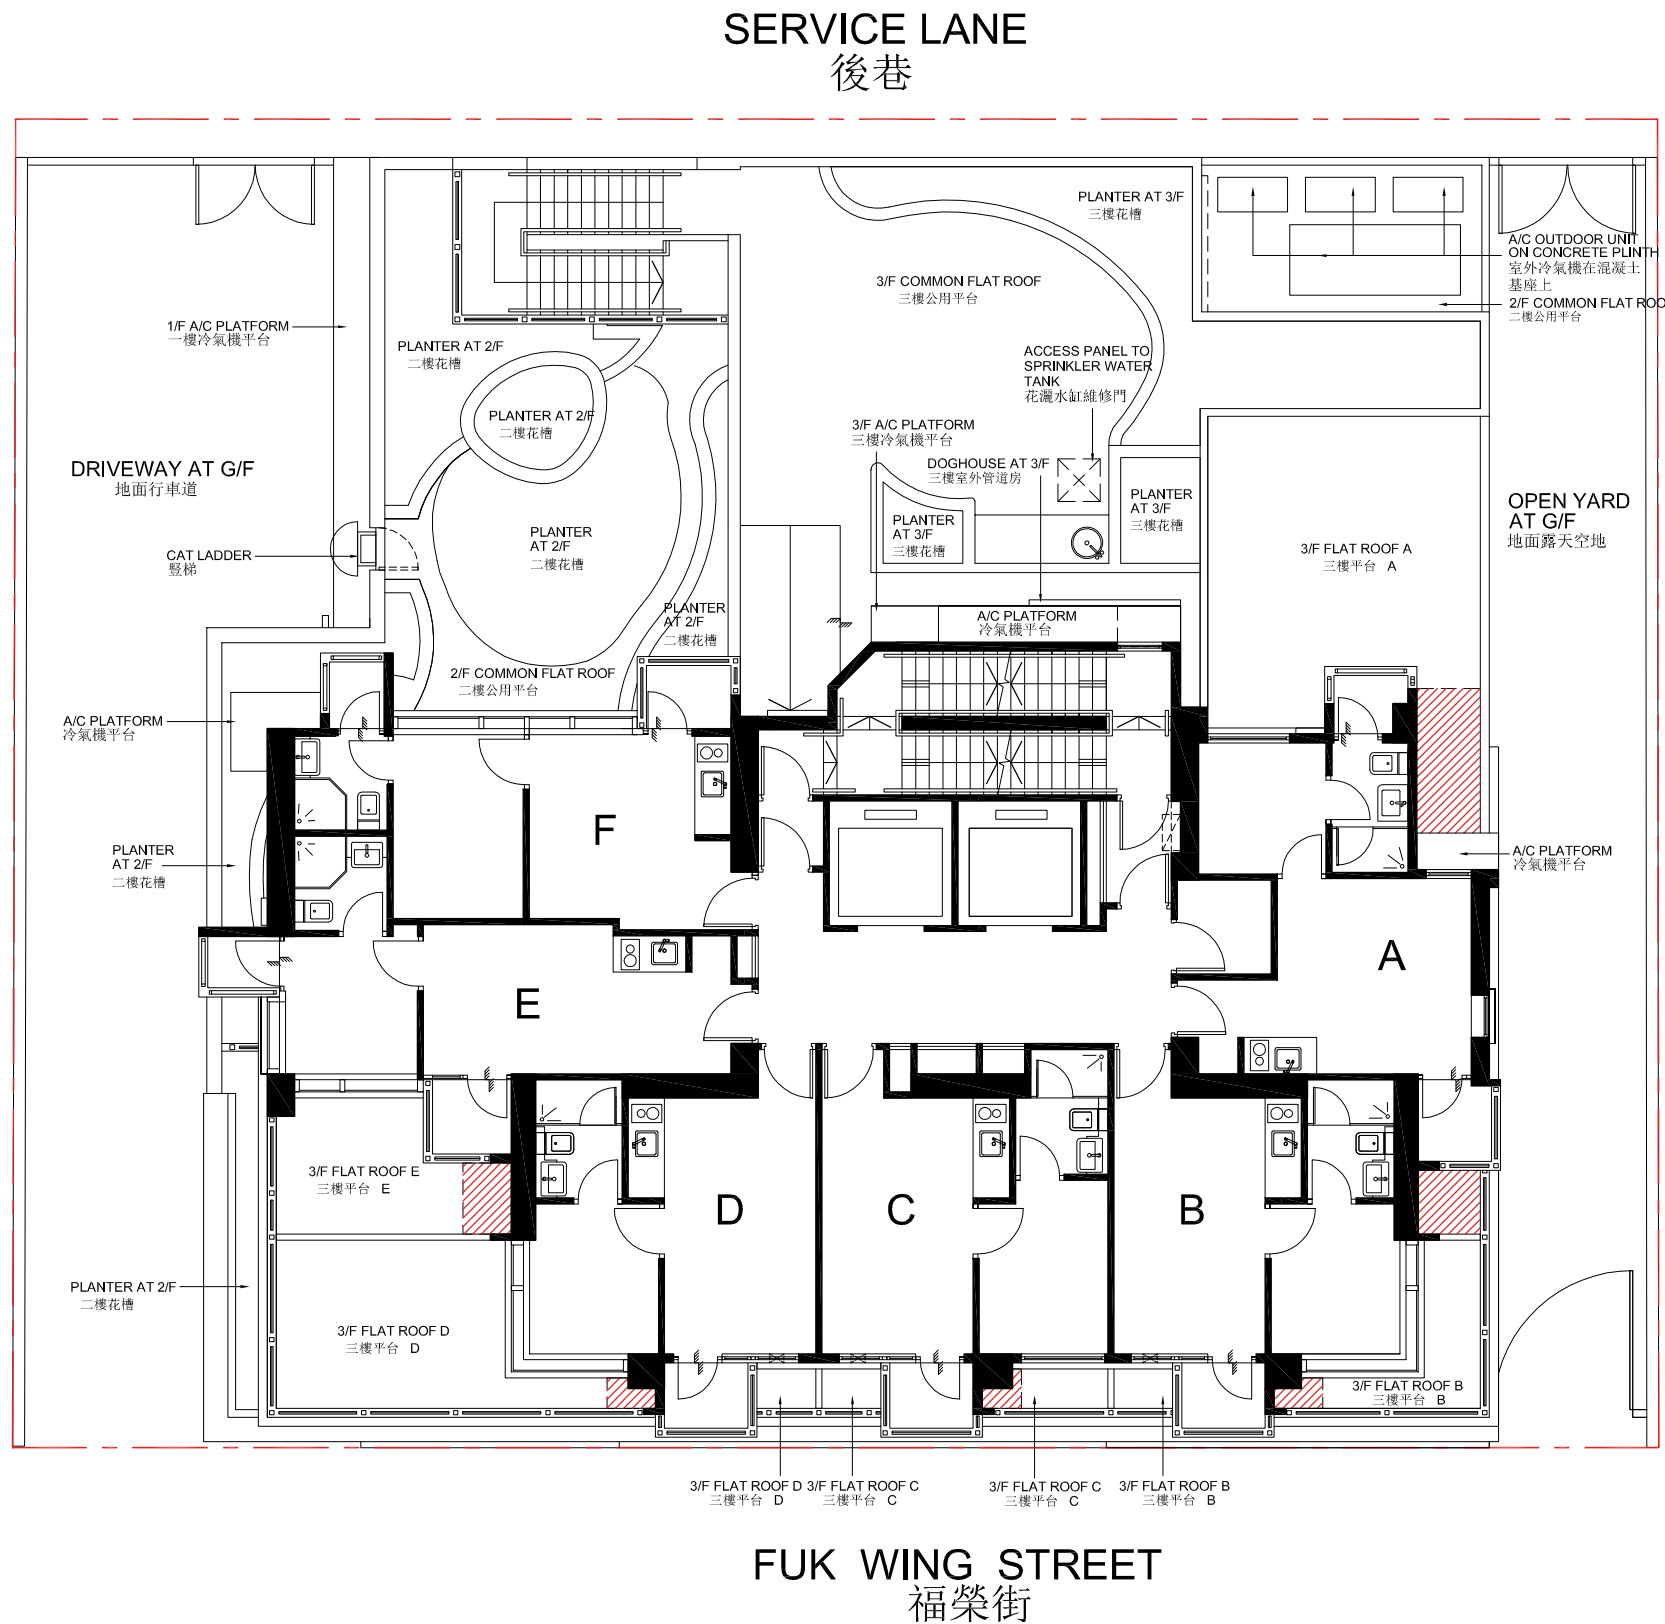 SERVICE LANE
後巷
PLANTER AT 3/F
三樓花槽
A/C OUTDOOR UNIT
ON CONCRETE PLINTH
室外冷氣機在混凝土
基座上
3/F COMMON FLAT ROOF
三樓公用平台
2/F COMMON FLAT ROO
二樓公用平台
1/F A/C PLATFORM
一樓冷氣機平台
PLANTER AT 2/F
二樓花槽
ACCESS PANEL TO
SPRINKLER WATER
TANK
花灑水缸維修門
PLANTER AT 2/F
二樓花槽
3/F A/C PLATFORM
三樓冷氣機平台
DRIVEWAY AT G/F
地面行車道
DOGHOUSE AT 3/F
三樓室外管道房
PLANTER
AT 3/F
三樓花槽
OPEN YARD
AT G/F
地面露天空地
PLANTER
AT 3/F
三樓花槽
PLANTER
AT 2/F
二樓花槽
3/F FLAT ROOF A
三樓平台 A
CAT LADDER
豎梯
PLANTER
AT 2/F
二樓花槽
A/C PLATFORM
冷氣機平台
2/F COMMON FLAT ROOF
二樓公用平台
A/C PLATFORM
冷氣機平台
F
PLANTER
AT 2/F
二樓花槽
A/C PLATFORM
冷氣機平台
A
E
3/F FLAT ROOF E
三樓平台 E
D
C
B
PLANTER AT 2/F
二樓花槽
3/F FLAT ROOF D
三樓平台 D
3/F FLAT ROOF B
三樓平台 B
3/F FLAT ROOF D
三樓平台 D
3/F FLAT ROOF C
三樓平台 C
3/F FLAT ROOF C
三樓平台 C
3/F FLAT ROOF B
三樓平台 B
FUK WING STREET
福榮街